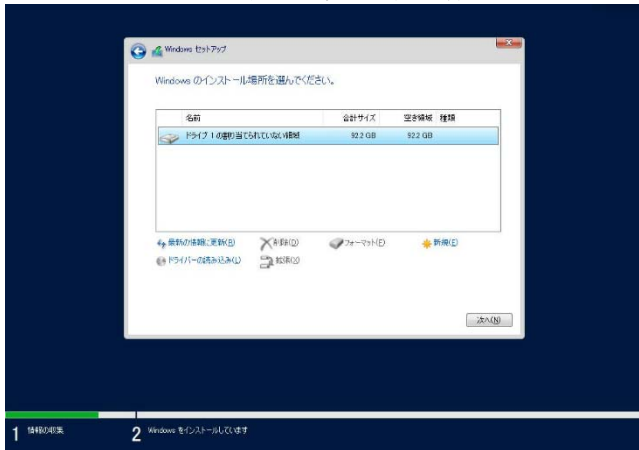 Windows セットアップ
Windows のインストール場所を選んでください。
名前 合計サイズ 空き領域 種類
ドライブ 1 の割り当てられていない領域 92.2 GB 92.2 GB
最新の情報に更新(R) 削除(D) フォーマット(F) 新規(E)
ドライバーの読み込み(L) 拡張(X)
次へ(N)
1 情報の収集 2 Windows をインストールしています